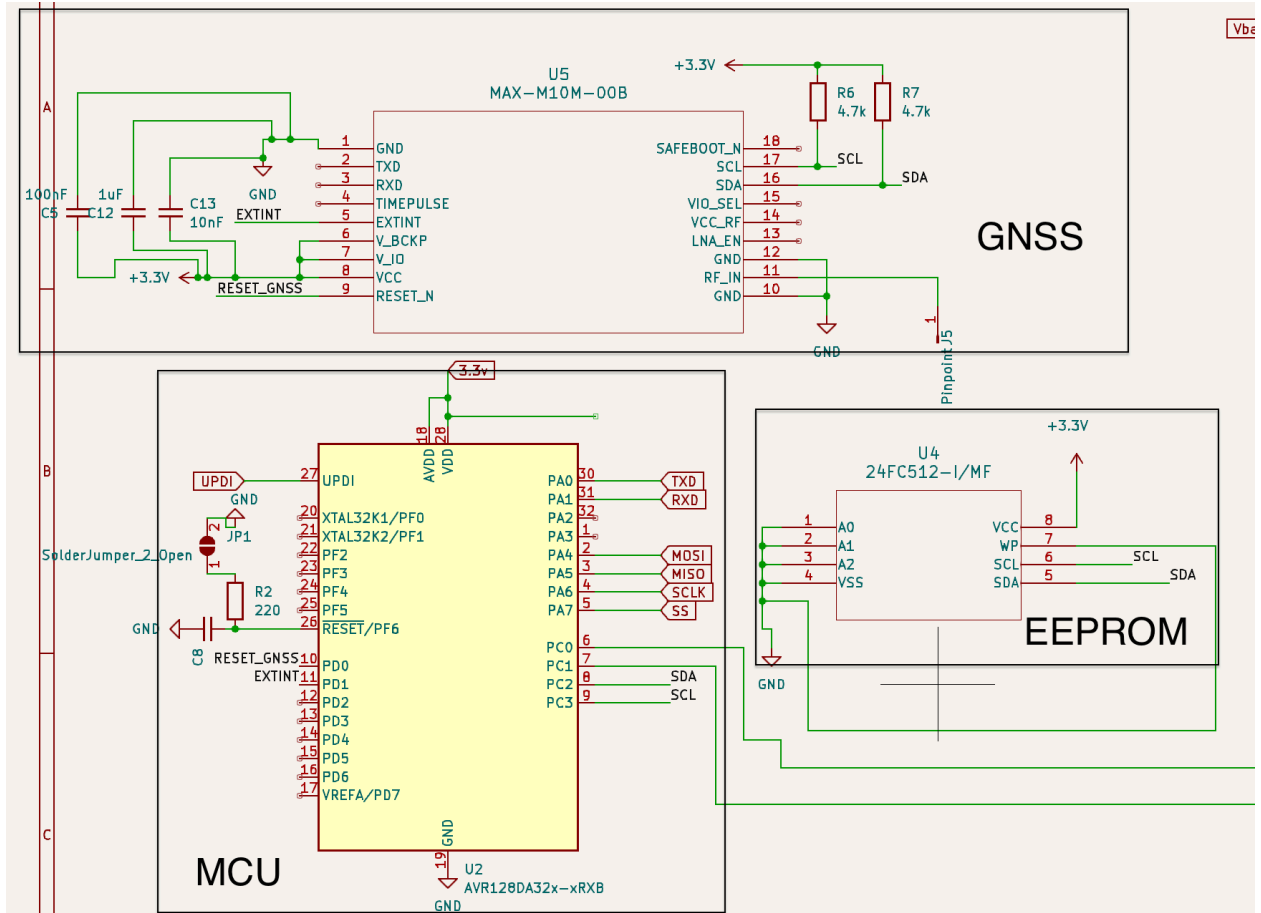 Vba
A
+3.3V
U5
MAX-M10M-00B
R6
4.7k
R7
4.7k
1 GND
2 TXD
3 RXD
4 TIMEPULSE
5 EXTINT
6 V_BCKP
7 V_IO
8 VCC
9 RESET_N
SAFEBOOT_N 18
SCL 17
SDA 16
VIO_SEL 15
VCC_RF 14
LNA_EN 13
GND 12
RF_IN 11
GND 10
SCL
SDA
GND
100nF
C5
1uF
C12
C13
10nF
EXTINT
+3.3V
RESET_GNSS
GNSS
GND
1
Pinpoint J5
3.3v
B
18 AVDD
28 VDD
UPDI
27 UPDI
GND
2
JP1
SolderJumper_2_Open
1
R2
220
GND
C8
20 XTAL32K1/PF0
21 XTAL32K2/PF1
22 PF2
23 PF3
24 PF4
25 PF5
26 RESET/PF6
RESET_GNSS 10 PD0
EXTINT 11 PD1
12 PD2
13 PD3
14 PD4
15 PD5
16 PD6
17 VREFA/PD7
PA0 30 TXD
PA1 31 RXD
PA2 32
PA3 1
PA4 2 MOSI
PA5 3 MISO
PA6 4 SCLK
PA7 5 SS
PC0 6
PC1 7
PC2 8 SDA
PC3 9 SCL
GND
19
U2
AVR128DA32x-xRXB
GND
MCU
C
+3.3V
U4
24FC512-I/MF
1 A0
2 A1
3 A2
4 VSS
VCC 8
WP 7
SCL 6 SCL
SDA 5 SDA
EEPROM
GND